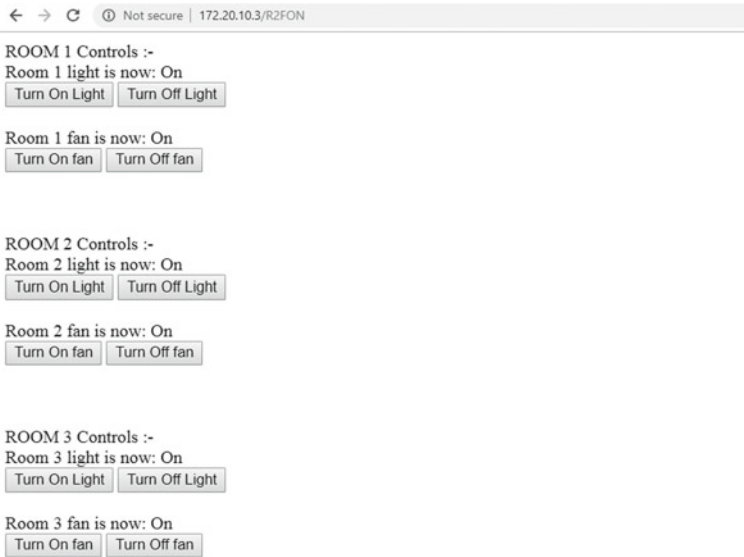 Not secure | 172.20.10.3/R2FON
ROOM 1 Controls :-
Room 1 light is now: On
Turn On Light Turn Off Light
Room 1 fan is now: On
Turn On fan Turn Off fan
ROOM 2 Controls :-
Room 2 light is now: On
Turn On Light Turn Off Light
Room 2 fan is now: On
Turn On fan Turn Off fan
ROOM 3 Controls :-
Room 3 light is now: On
Turn On Light Turn Off Light
Room 3 fan is now: On
Turn On fan Turn Off fan